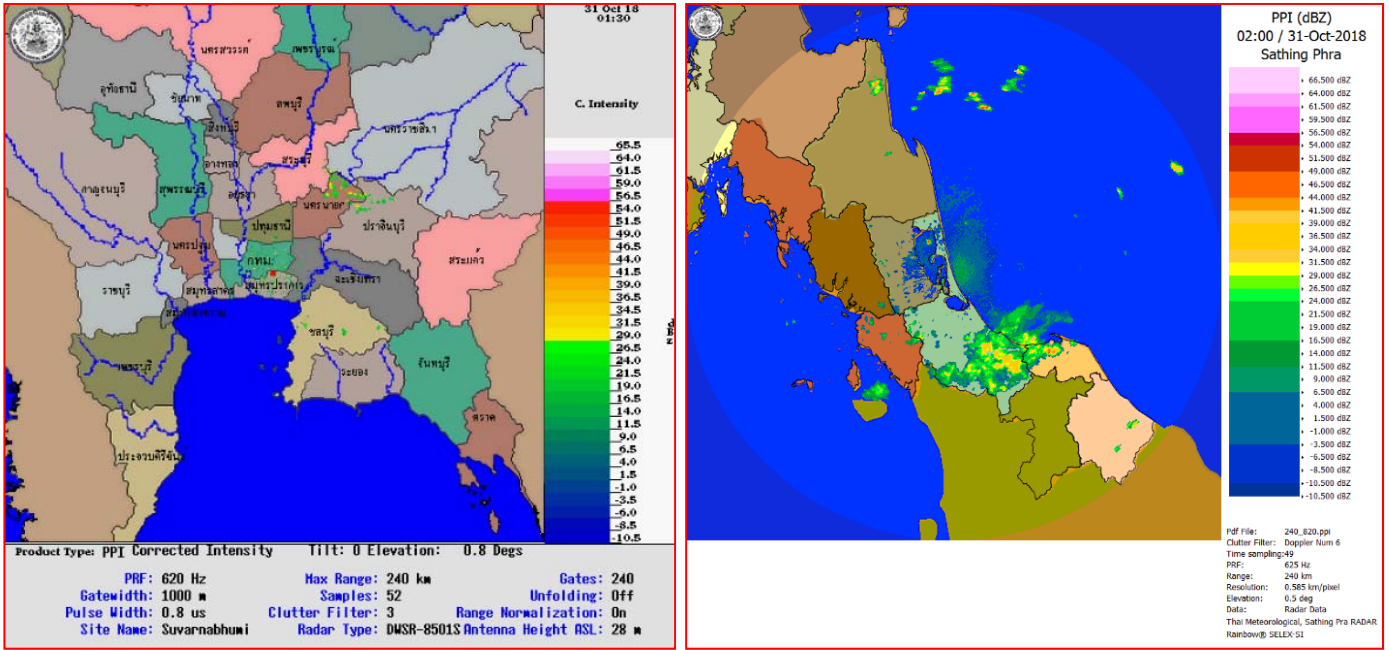 31 Oct 18
01:30
C. Intensity
65.5
64.0
61.5
59.0
56.5
54.0
51.5
49.0
46.5
44.0
41.5
39.0
36.5
34.0
31.5
29.0
26.5
24.0
21.5
19.0
16.5
14.0
11.5
9.0
6.5
4.0
1.5
-1.0
-3.5
-6.0
-8.5
-10.5
นครสวรรค์
เพชรบูรณ์
อุทัยธานี
ชัยนาท
ลพบุรี
สิงห์บุรี
นครราชสีมา
อ่างทอง
สระบุรี
กาญจนบุรี
สุพรรณบุรี
อยุธยา
นครนายก
ปทุมธานี
ปราจีนบุรี
นครปฐม
กทม.
สระแก้ว
ฉะเชิงเทรา
ราชบุรี
สมุทรสาคร
สมุทรปราการ
ชลบุรี
เพชรบุรี
ระยอง
จันทบุรี
ตราด
ประจวบคีรีขันธ์
Product Type: PPI Corrected Intensity Tilt: 0 Elevation: 0.8 Degs
PRF: 620 Hz Max Range: 240 km Gates: 240
Gatewidth: 1000 m Samples: 52 Unfolding: Off
Pulse Width: 0.8 us Clutter Filter: 3 Range Normalization: On
Site Name: Suvarnabhumi Radar Type: DWSR-8501S Antenna Height ASL: 28 m
PPI (dBZ)
02:00 / 31-Oct-2018
Sathing Phra
66.500 dBZ
64.000 dBZ
61.500 dBZ
59.500 dBZ
56.500 dBZ
54.000 dBZ
51.500 dBZ
49.000 dBZ
46.500 dBZ
44.000 dBZ
41.500 dBZ
39.000 dBZ
36.500 dBZ
34.000 dBZ
31.500 dBZ
29.000 dBZ
26.500 dBZ
24.000 dBZ
21.500 dBZ
19.000 dBZ
16.500 dBZ
14.000 dBZ
11.500 dBZ
9.000 dBZ
6.500 dBZ
4.000 dBZ
1.500 dBZ
-1.000 dBZ
-3.500 dBZ
-6.500 dBZ
-8.500 dBZ
-10.500 dBZ
Pdf File: 240_820.ppi
Clutter Filter: Doppler Num 6
Time sampling:49
PRF: 625 Hz
Range: 240 km
Resolution: 0.585 km/pixel
Elevation: 0.5 deg
Data: Radar Data
Thai Meteorological, Sathing Pra RADAR
Rainbow® SELEX-SI